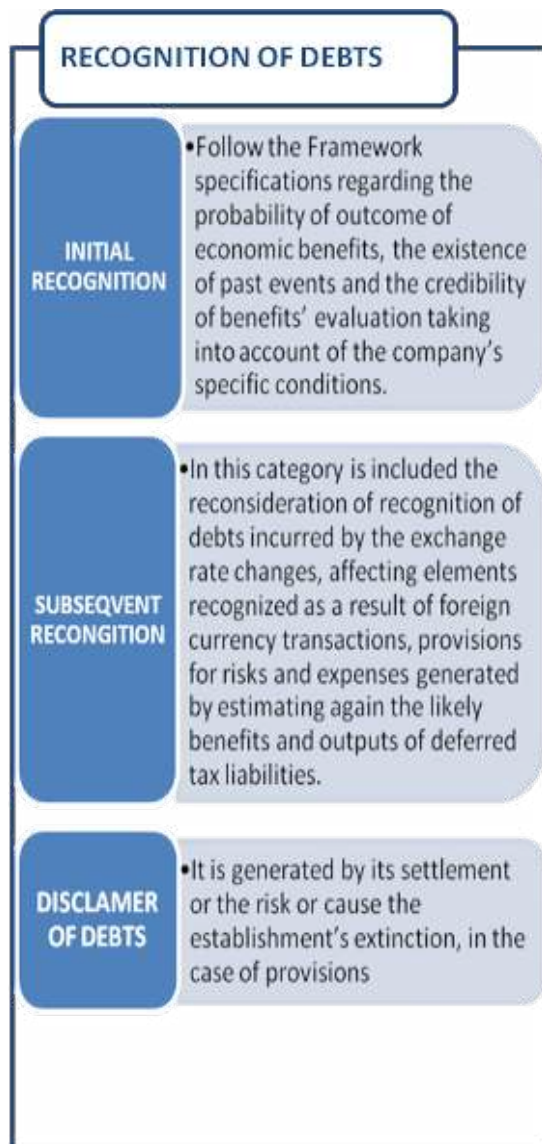 RECOGNITION OF DEBTS
INITIAL
RECOGNITION
•Follow the Framework
specifications regarding the
probability of outcome of
economic benefits, the existence
of past events and the credibility
of benefits' evaluation taking
into account of the company's
specific conditions.
SUBSEQVENT
RECONGITION
•In this category is included the
reconsideration of recognition of
debts incurred by the exchange
rate changes, affecting elements
recognized as a result of foreign
currency transactions, provisions
for risks and expenses generated
by estimating again the likely
benefits and outputs of deferred
tax liabilities.
DISCLAMER
OF DEBTS
•It is generated by its settlement
or the risk or cause the
establishment's extinction, in the
case of provisions